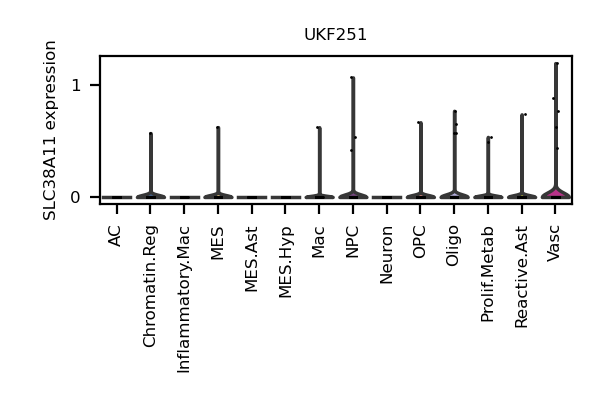 UKF251
SLC38A11 expression
1
0
AC
Chromatin.Reg
Inflammatory.Mac
MES
MES.Ast
MES.Hyp
Mac
NPC
Neuron
OPC
Oligo
Prolif.Metab
Reactive.Ast
Vasc